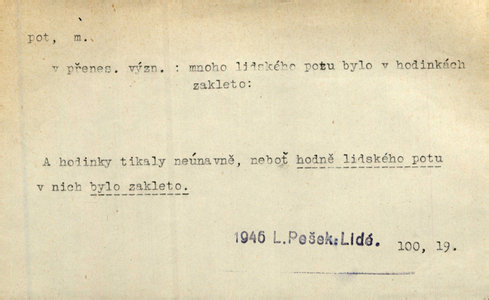 pot, m.
v přenes. význ. : mnoho lidského potu bylo v hodinkách
zakleto:
A hodinky tikaly neúnavně, neboť hodně lidského potu
v nich bylo zakleto.
1946 L.Pešek:Lidé. 100, 19.